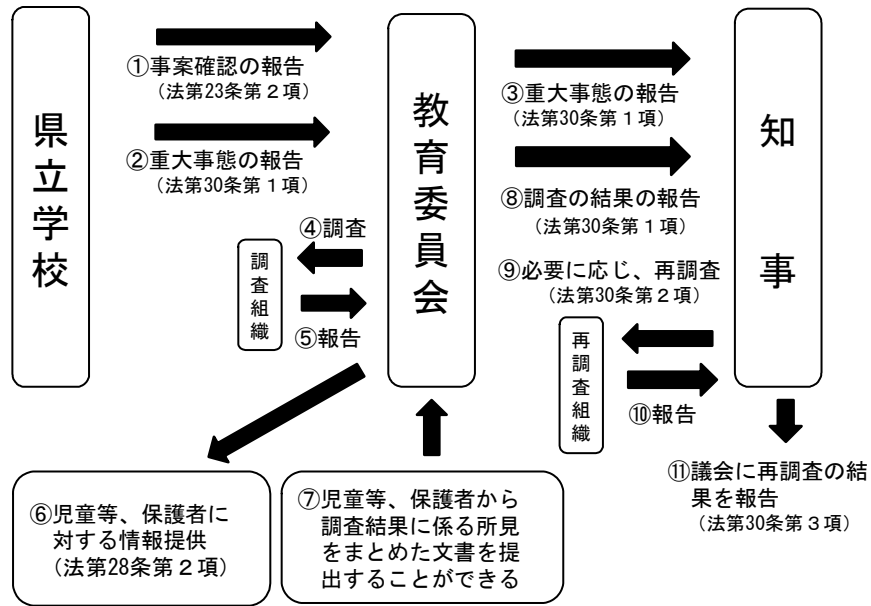 県立学校
①事案確認の報告
（法第23条第２項）
②重大事態の報告
（法第30条第１項）
教育委員会
③重大事態の報告
（法第30条第１項）
⑧調査の結果の報告
（法第30条第１項）
知事
④調査
調査組織
⑤報告
⑨必要に応じ、再調査
（法第30条第２項）
再調査組織
⑩報告
⑥児童等、保護者に
対する情報提供
（法第28条第２項）
⑦児童等、保護者から
調査結果に係る所見
をまとめた文書を提
出することができる
⑪議会に再調査の結
果を報告
（法第30条第３項）